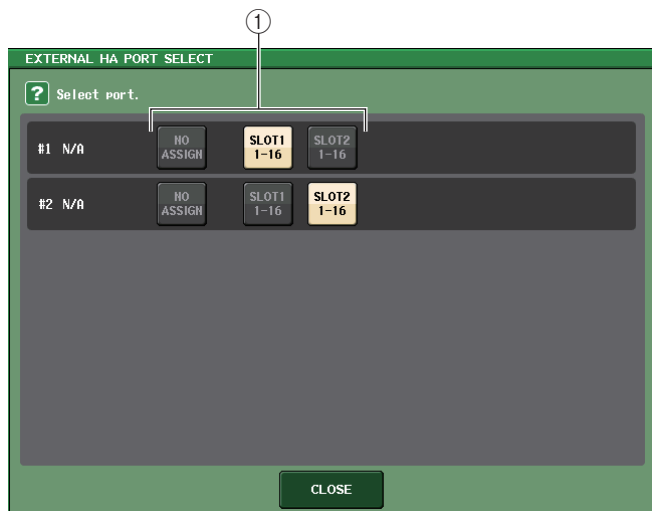 ①
EXTERNAL HA PORT SELECT
? Select port.
#1 N/A
NO ASSIGN
SLOT1 1-16
SLOT2 1-16
#2 N/A
NO ASSIGN
SLOT1 1-16
SLOT2 1-16
CLOSE